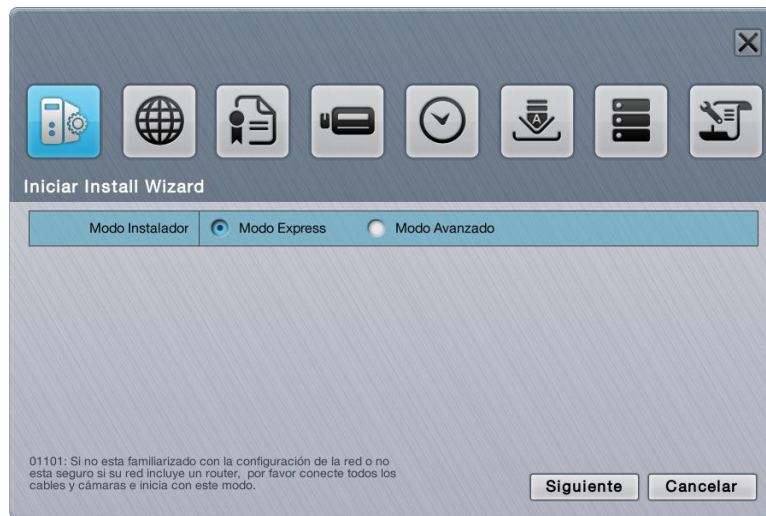 A
Iniciar Install Wizard
Modo Instalador
Modo Express
Modo Avanzado
01101: Si no esta familiarizado con la configuración de la red o no
esta seguro si su red incluye un router, por favor conecte todos los
cables y cámaras e inicia con este modo.
Siguiente
Cancelar